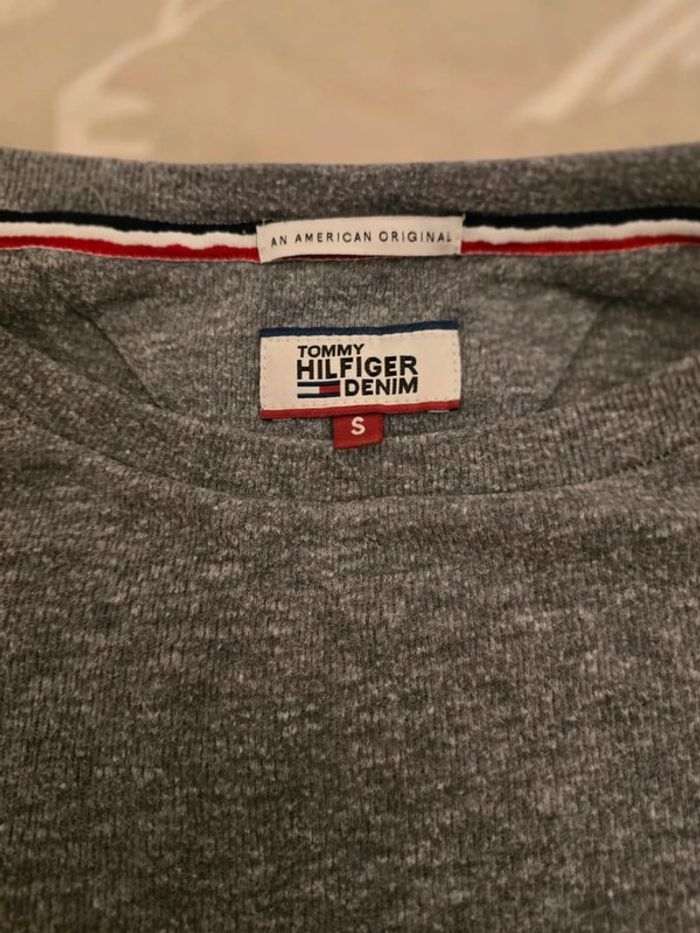 AN AMERICAN ORIGINAL
TOMMY
HILFIGER
DENIM
S